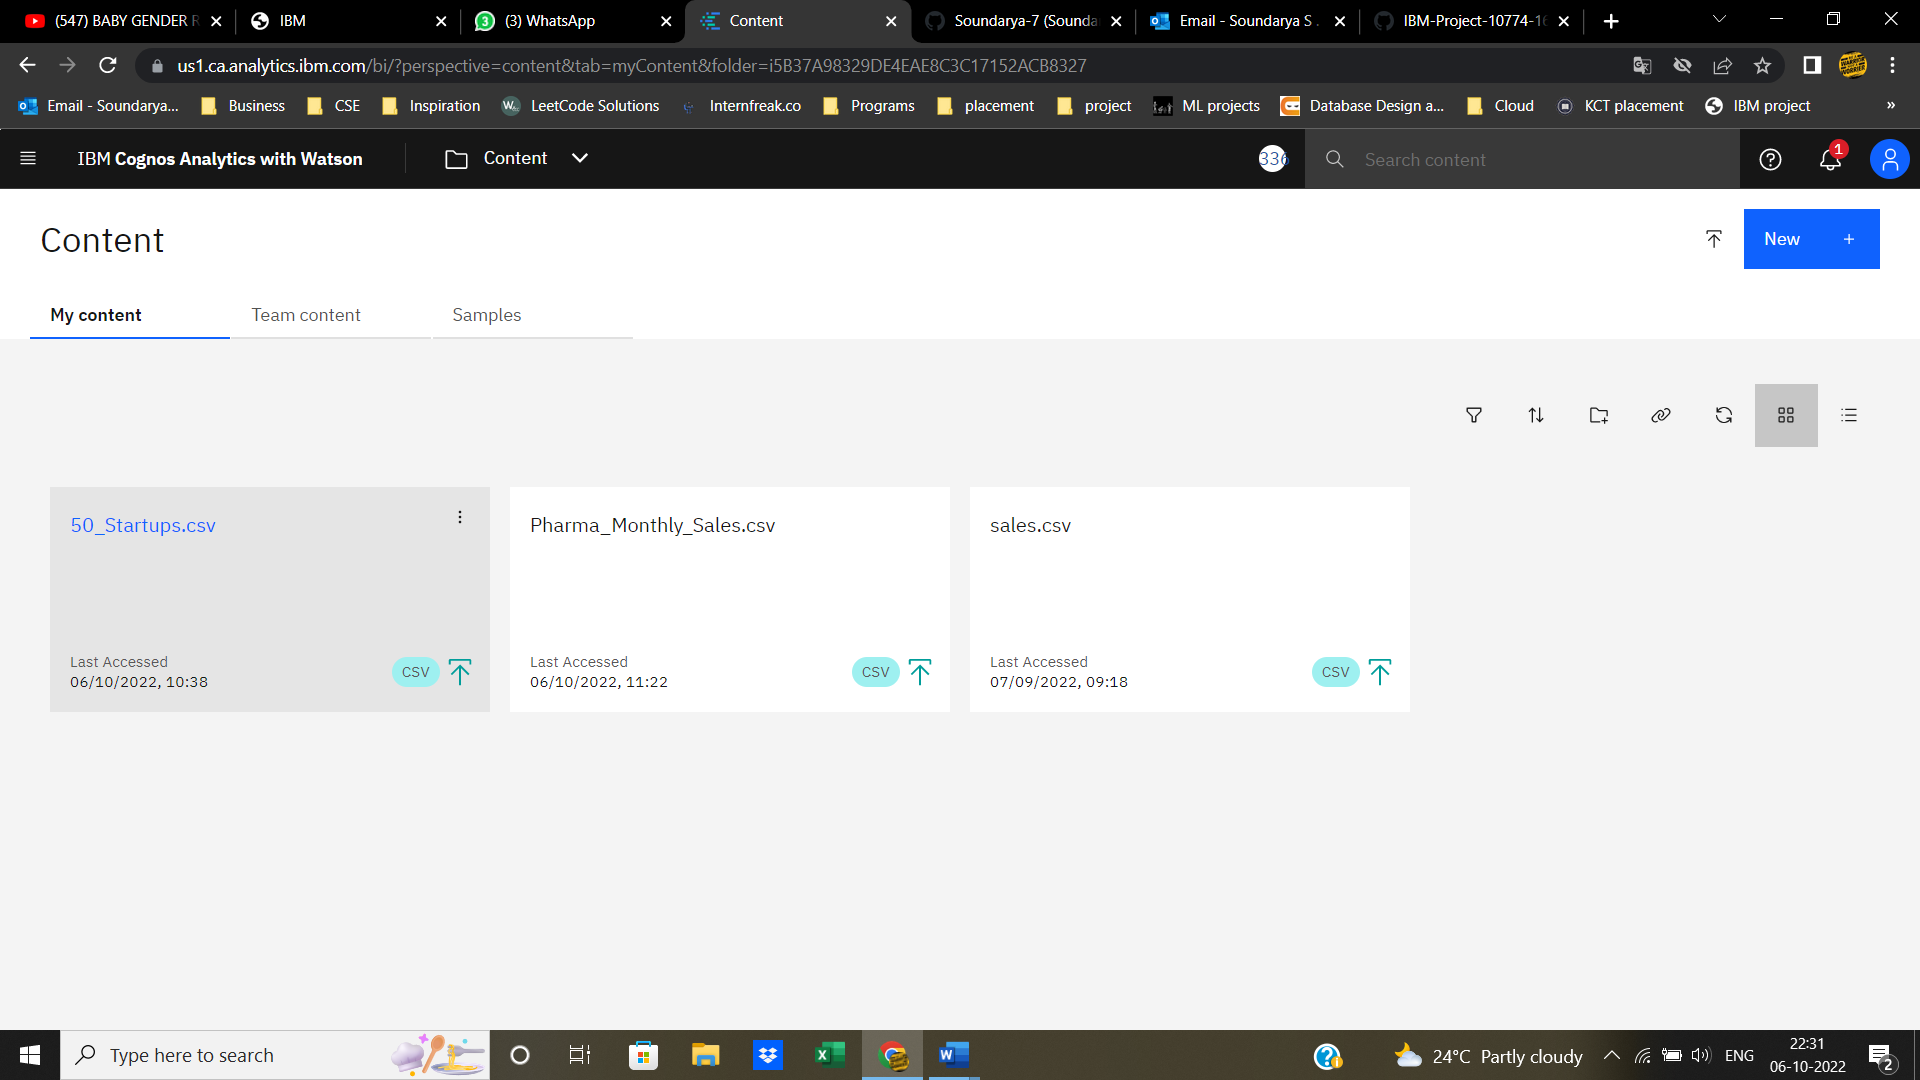 (547) BABY GENDER R
IBM
(3) WhatsApp
Content
Soundarya-7 (Sounda
Email - Soundarya S .
IBM-Project-10774-16
us1.ca.analytics.ibm.com/bi/?perspective=content&tab=myContent&folder=i5B37A98329DE4EAE8C3C17152ACB8327
Email - Soundarya...
Business
CSE
Inspiration
LeetCode Solutions
Internfreak.co
Programs
placement
project
ML projects
Database Design a...
Cloud
KCT placement
IBM project
»
IBM Cognos Analytics with Watson
Content
336
Search content
1
Content
New +
My content
Team content
Samples
50_Startups.csv
Last Accessed
06/10/2022, 10:38
CSV
Pharma_Monthly_Sales.csv
Last Accessed
06/10/2022, 11:22
CSV
sales.csv
Last Accessed
07/09/2022, 09:18
CSV
Type here to search
24°C Partly cloudy
ENG
22:31
06-10-2022
2